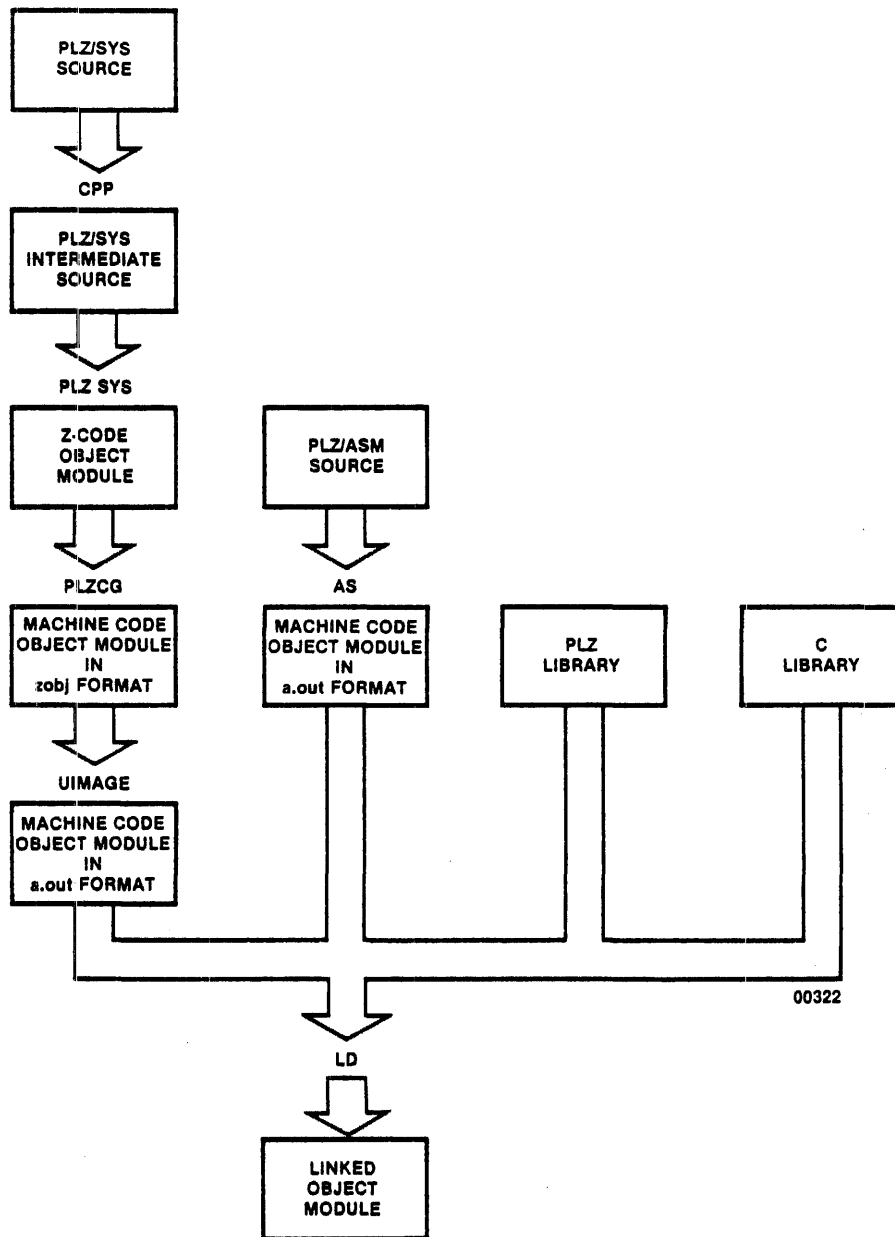 PLZ/SYS
SOURCE
CPP
PLZ/SYS
INTERMEDIATE
SOURCE
PLZ SYS
Z-CODE
OBJECT
MODULE
PLZ/ASM
SOURCE
PLZCG
AS
MACHINE CODE
OBJECT MODULE
IN
zobj FORMAT
MACHINE CODE
OBJECT MODULE
IN
a.out FORMAT
PLZ
LIBRARY
C
LIBRARY
UIMAGE
MACHINE CODE
OBJECT MODULE
IN
a.out FORMAT
00322
LD
LINKED
OBJECT
MODULE